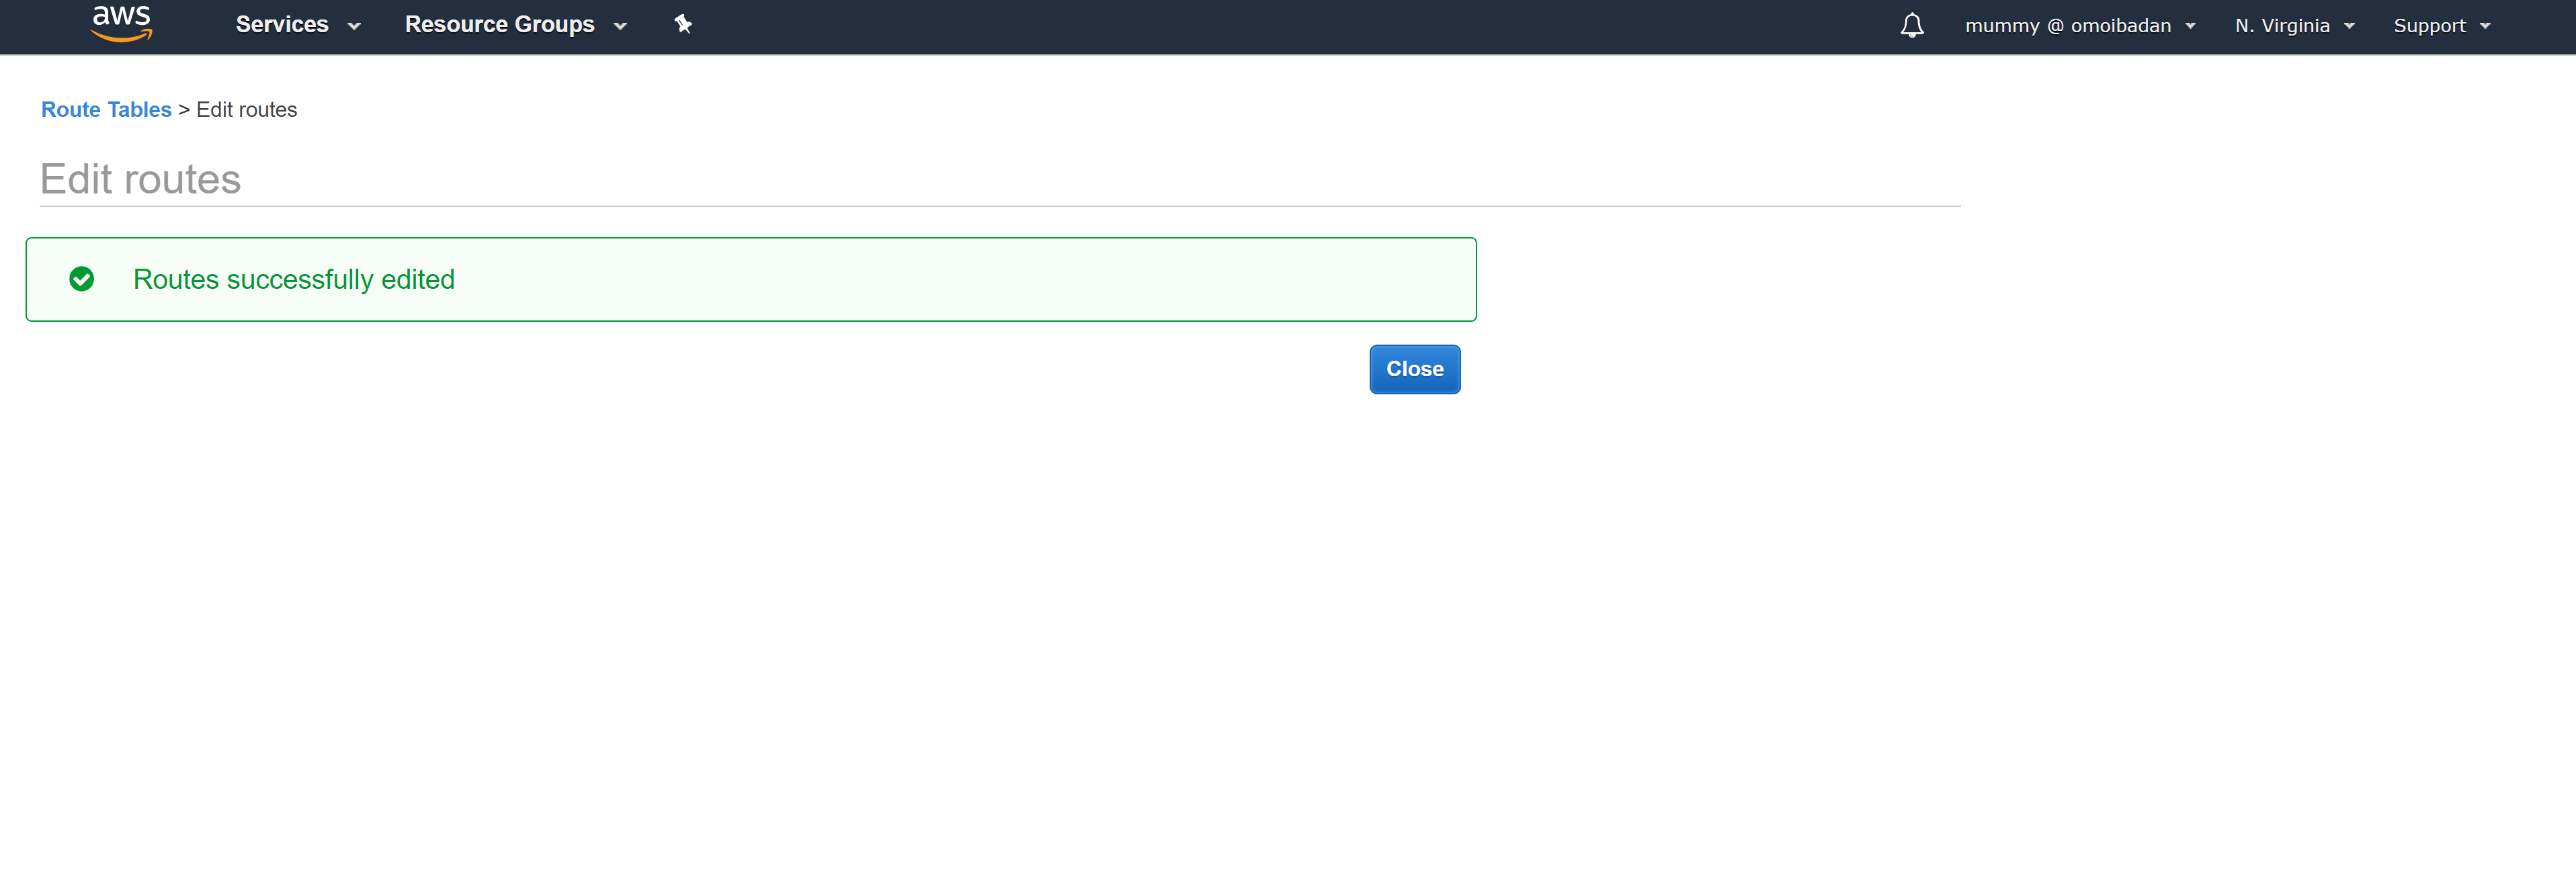 aws Services Resource Groups mummy @ omoibadan N. Virginia Support
Route Tables > Edit routes
Edit routes
Routes successfully edited
Close